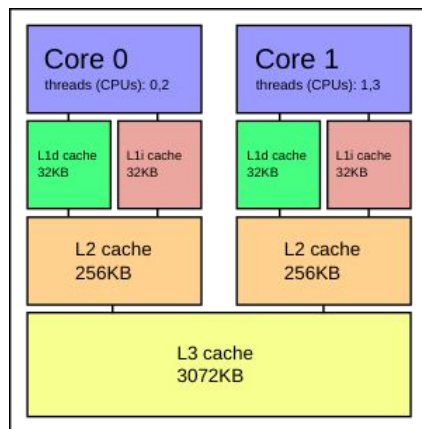 Core 0
threads (CPUs): 0,2
Core 1
threads (CPUs): 1,3
L1d cache
32KB
L1i cache
32KB
L1d cache
32KB
L1i cache
32KB
L2 cache
256KB
L2 cache
256KB
L3 cache
3072KB